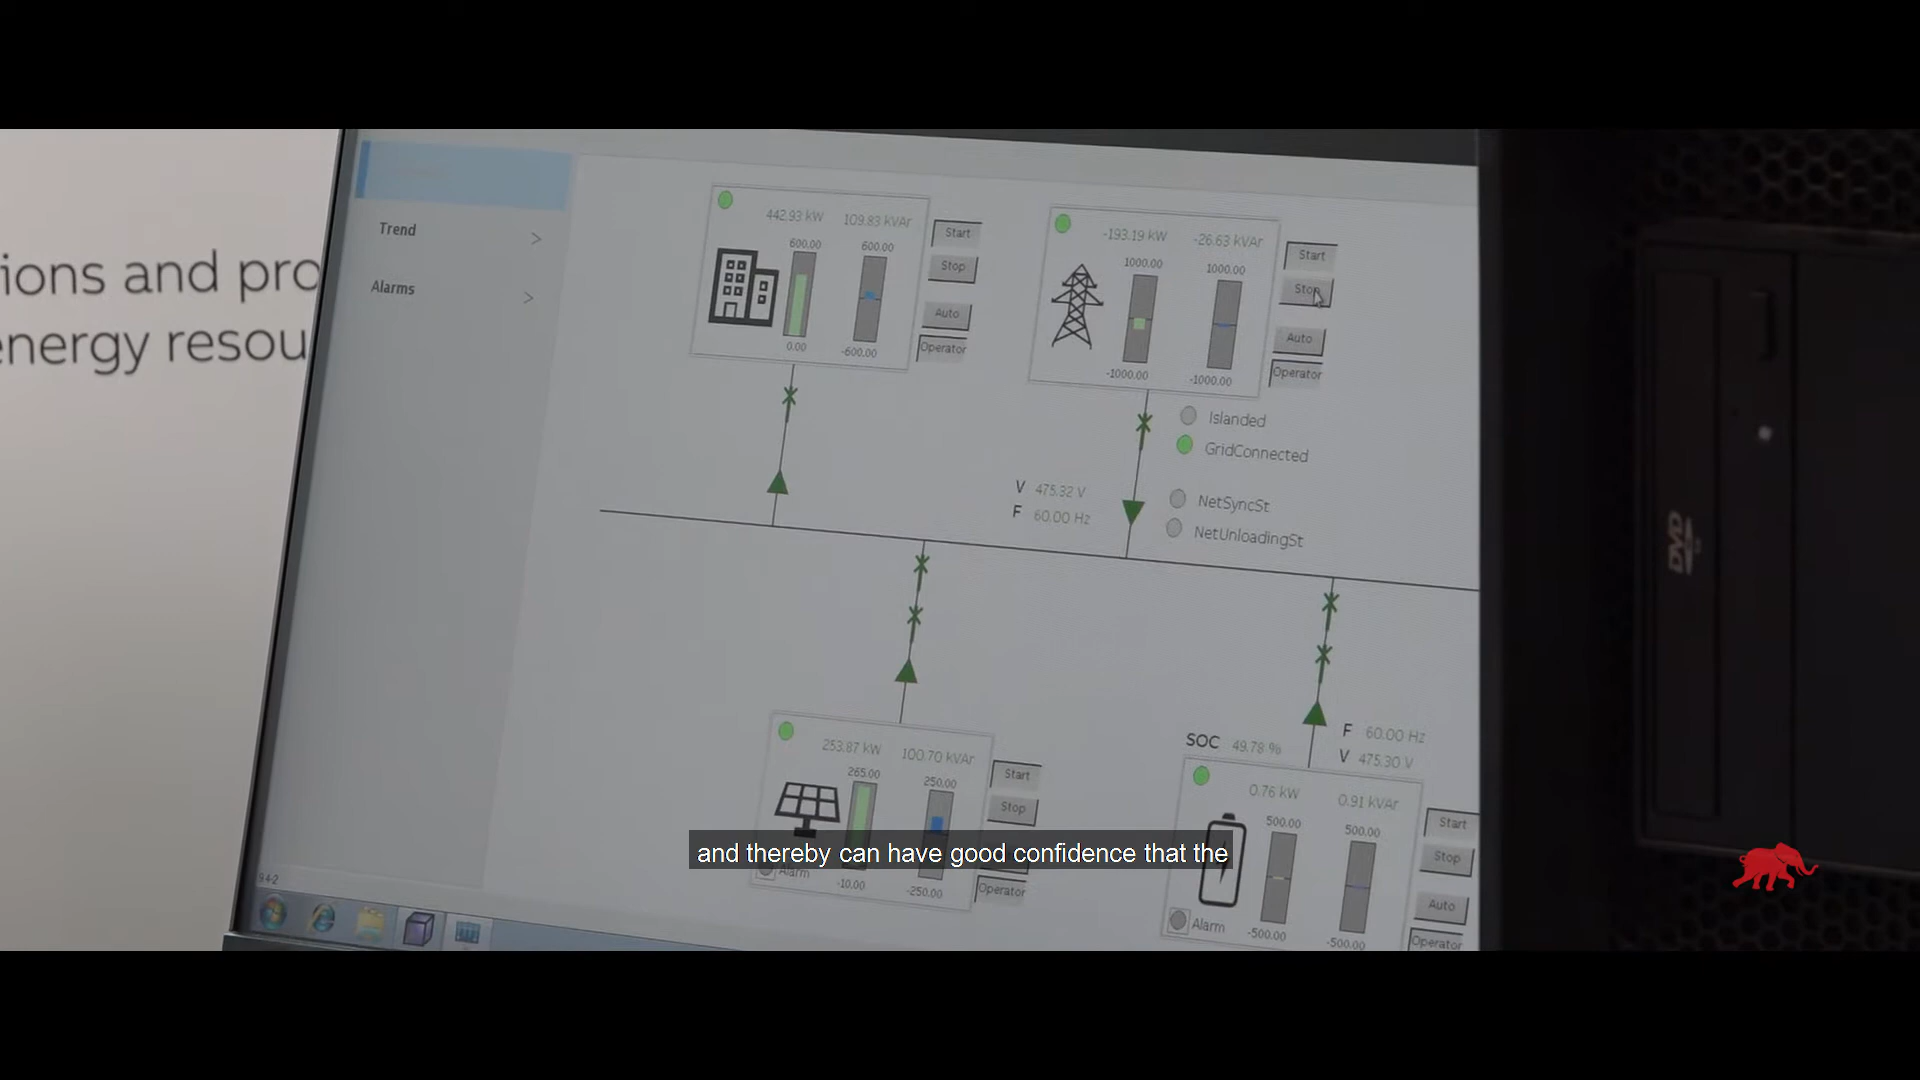 ions and pro
energy resou
Trend
Alarms
442.93 kW 109.83 kVAr
600.00 600.00
0.00 -600.00
Start
Stop
Auto
Operator
-193.19 kW -26.63 kVAr
1000.00 1000.00
-1000.00 -1000.00
Start
Stop
Auto
Operator
Islanded
GridConnected
V 475.32 V
F 60.00 Hz
NetSyncSt
NetUnloadingSt
253.87 kW 100.70 kVAr
265.00 250.00
-10.00 -250.00
Start
Stop
Operator
Alarm
SOC 49.78 %
F 60.00 Hz
V 475.30 V
0.76 kW 0.91 kVAr
500.00 500.00
-500.00 -500.00
Start
Stop
Auto
Operator
Alarm
and thereby can have good confidence that the
9.4-2
DVD